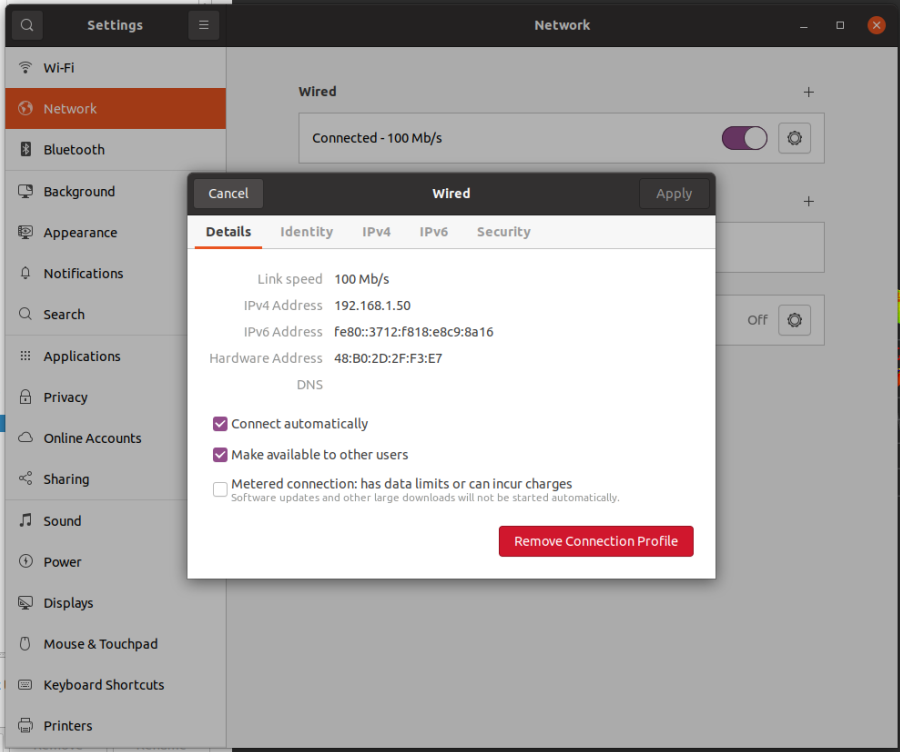 Settings
Network
Wi-Fi
Network
Bluetooth
Background
Appearance
Notifications
Search
Applications
Privacy
Online Accounts
Sharing
Sound
Power
Displays
Mouse & Touchpad
Keyboard Shortcuts
Printers
Wired
Connected - 100 Mb/s
Off
Cancel
Wired
Apply
Details
Identity
IPv4
IPv6
Security
Link speed 100 Mb/s
IPv4 Address 192.168.1.50
IPv6 Address fe80::3712:f818:e8c9:8a16
Hardware Address 48:B0:2D:2F:F3:E7
DNS
Connect automatically
Make available to other users
Metered connection: has data limits or can incur charges
Software updates and other large downloads will not be started automatically.
Remove Connection Profile